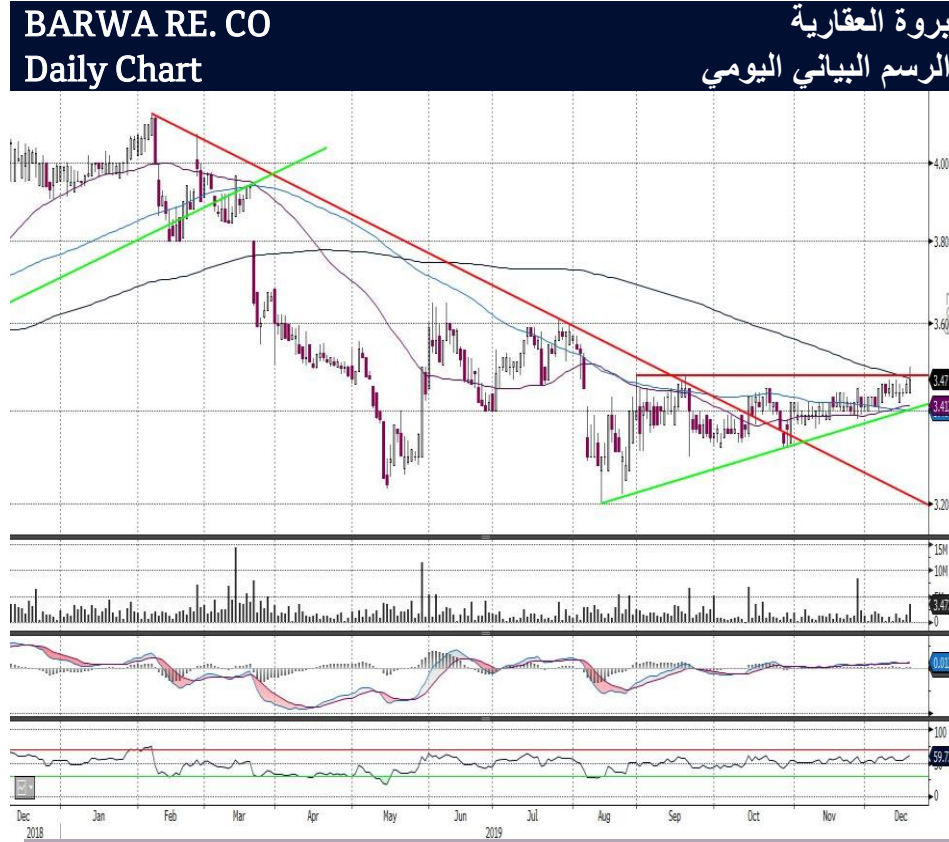 BARWA RE. CO
بروة العقارية
Daily Chart
الرسم البياني اليومي
4.00
3.80
3.60
3.47
3.41
3.20
15M
10M
3.47
0
0.01
100
59.7
0
Dec Jan Feb Mar Apr May Jun Jul Aug Sep Oct Nov Dec
2018 2019